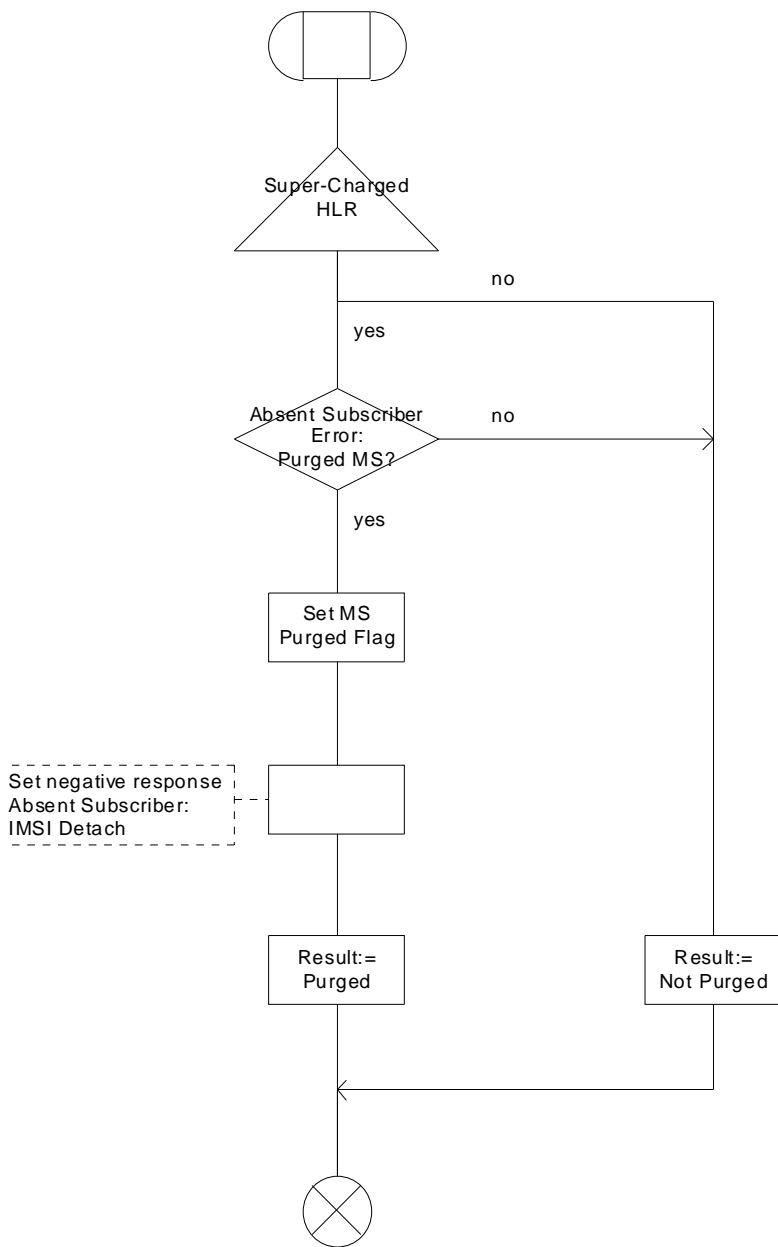 Super-Charged
HLR
no
yes
Absent Subscriber
Error:
Purged MS?
no
yes
Set MS
Purged Flag
Set negative response
Absent Subscriber:
IMSI Detach
Result:=
Purged
Result:=
Not Purged